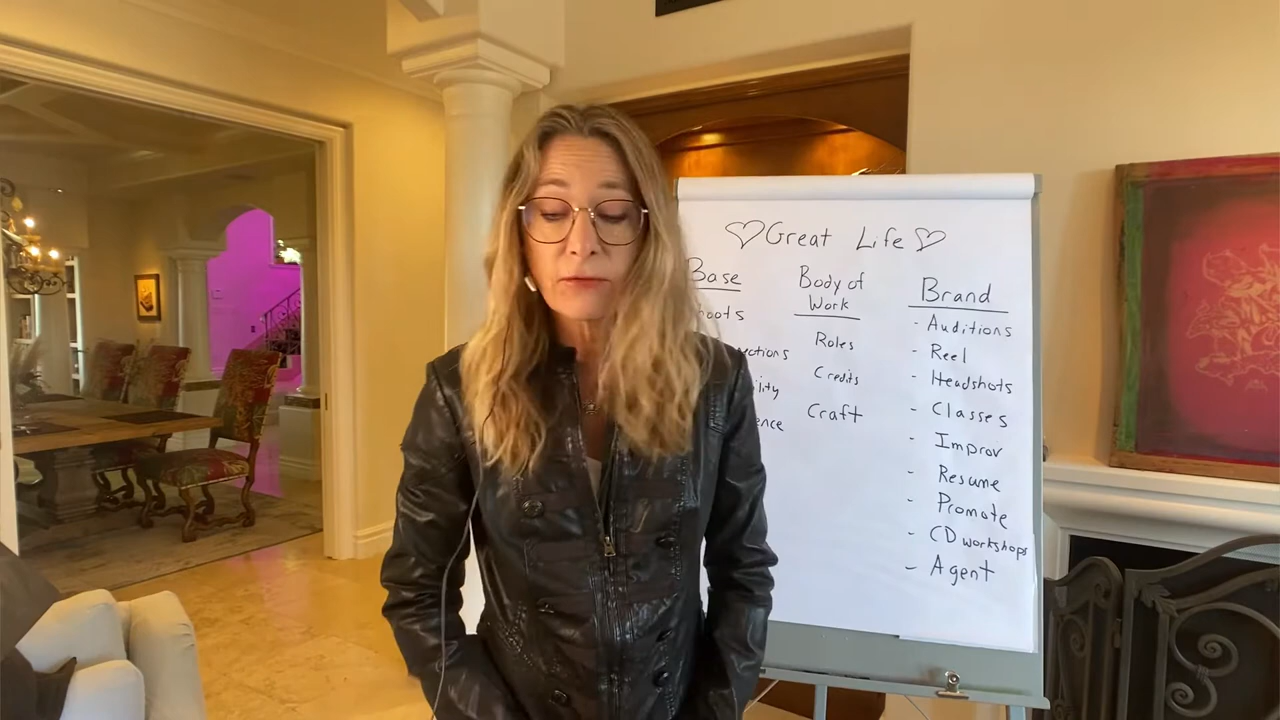 Great Life
Base
Body of
Work
Roles
Credits
Craft
Brand
- Auditions
- Reel
- Headshots
- Classes
- Improv
- Resume
- Promote
- CD workshops
- Agent